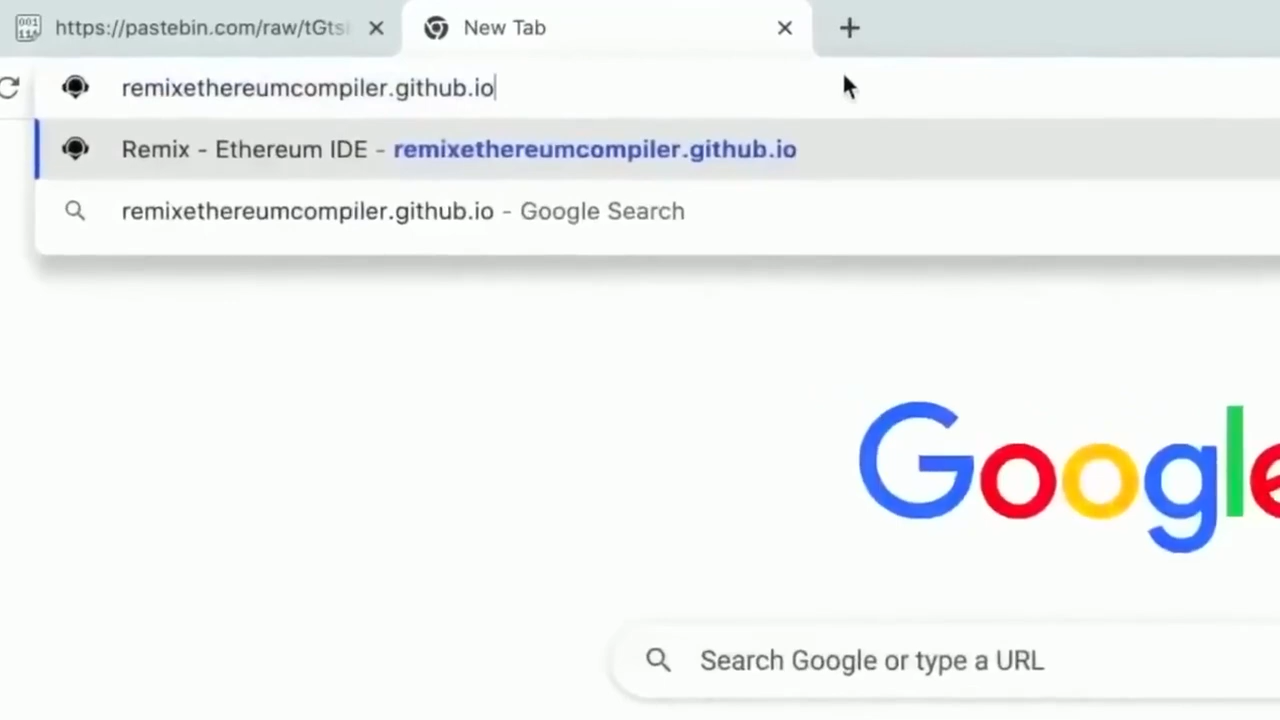 https://pastebin.com/raw/tGts
New Tab
remixethereumcompiler.github.io
Remix - Ethereum IDE - remixethereumcompiler.github.io
remixethereumcompiler.github.io - Google Search
Google
Search Google or type a URL